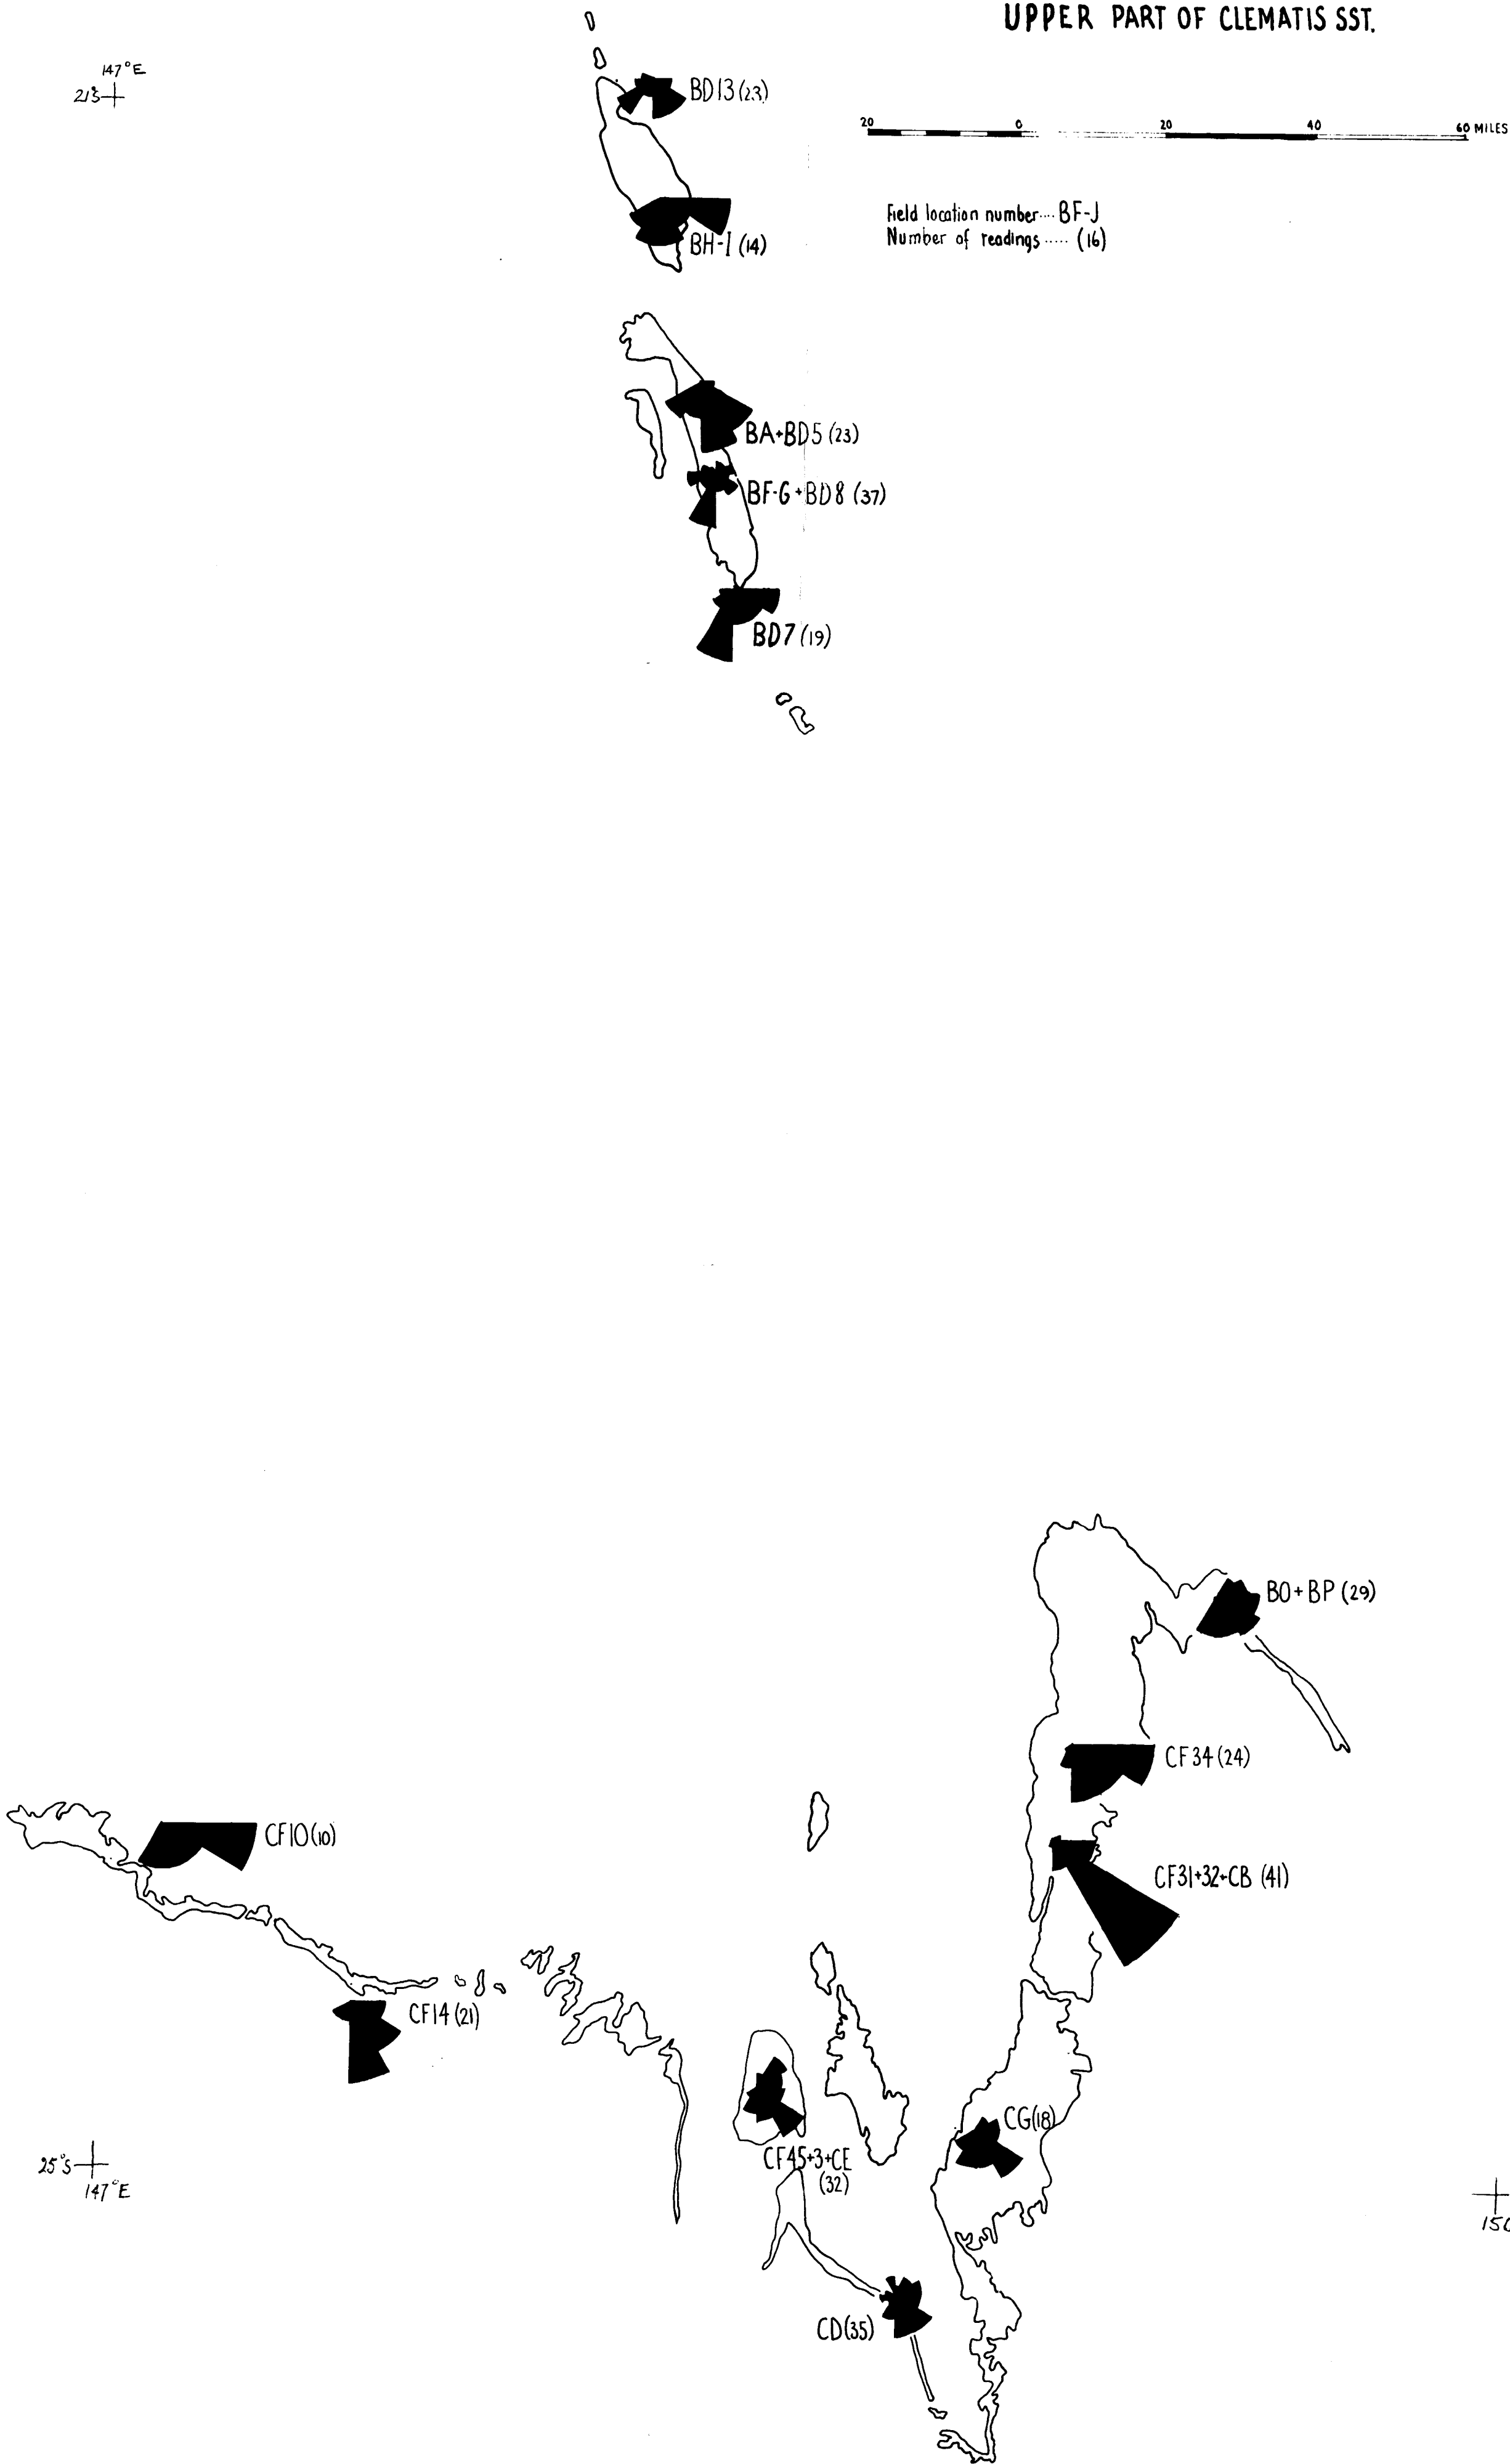 UPPER PART OF CLEMATIS SST.
147°E
21°S
BD13 (23)
20 0 20 40 60 MILES
Field location number.... BF-J
Number of readings ..... (16)
BH-I (14)
BA+BD5 (23)
BF-G+BD8 (37)
BD7 (19)
BO+BP (29)
CF34 (24)
CF10 (10)
CF31+32+CB (41)
CF14 (21)
CG (18)
CF45+3+CE
(32)
25°S
147°E
150
CD (35)